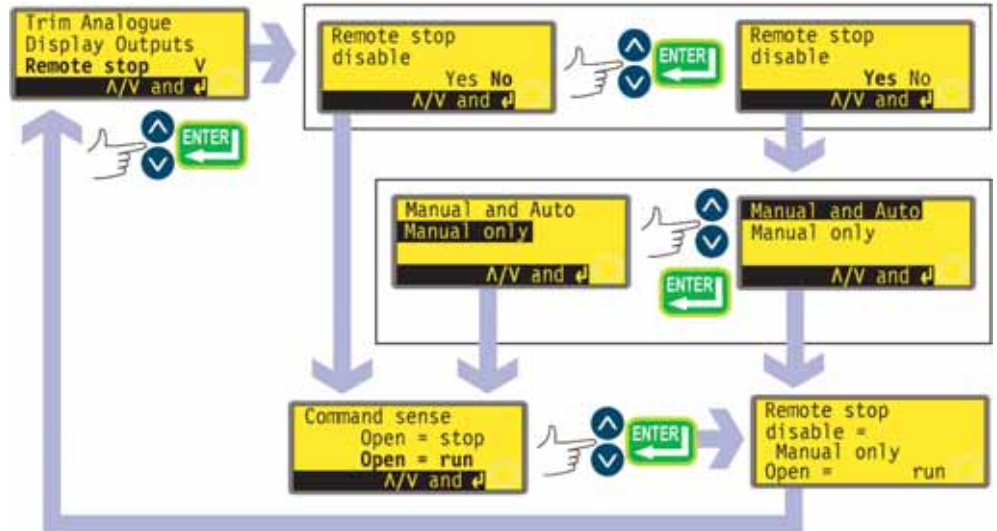 Trim Analogue
Display Outputs
Remote stop V
Λ/V and ↲
ENTER
Remote stop
disable
Yes No
Λ/V and ↲
ENTER
Remote stop
disable
Yes No
Λ/V and ↲
Manual and Auto
Manual only
Λ/V and ↲
ENTER
Manual and Auto
Manual only
Λ/V and ↲
Command sense
Open = stop
Open = run
Λ/V and ↲
ENTER
Remote stop
disable =
Manual only
Open = run